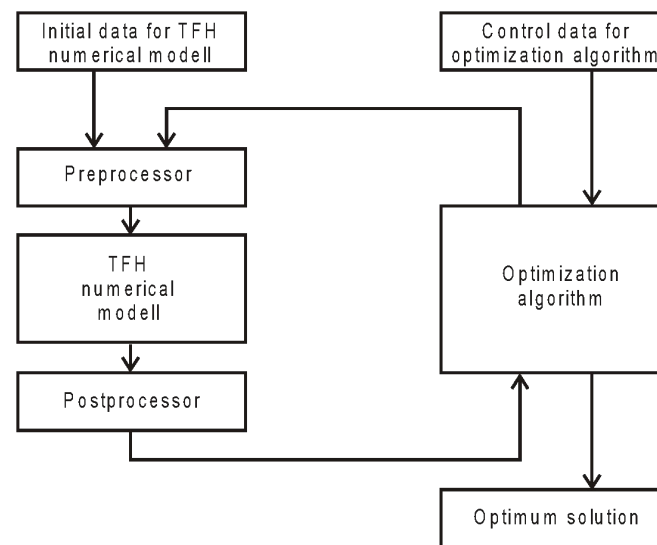 Initial data for TFH
numerical modell
Control data for
optimization algorithm
Preprocessor
TFH
numerical
modell
Optimization
algorithm
Postprocessor
Optimum solution